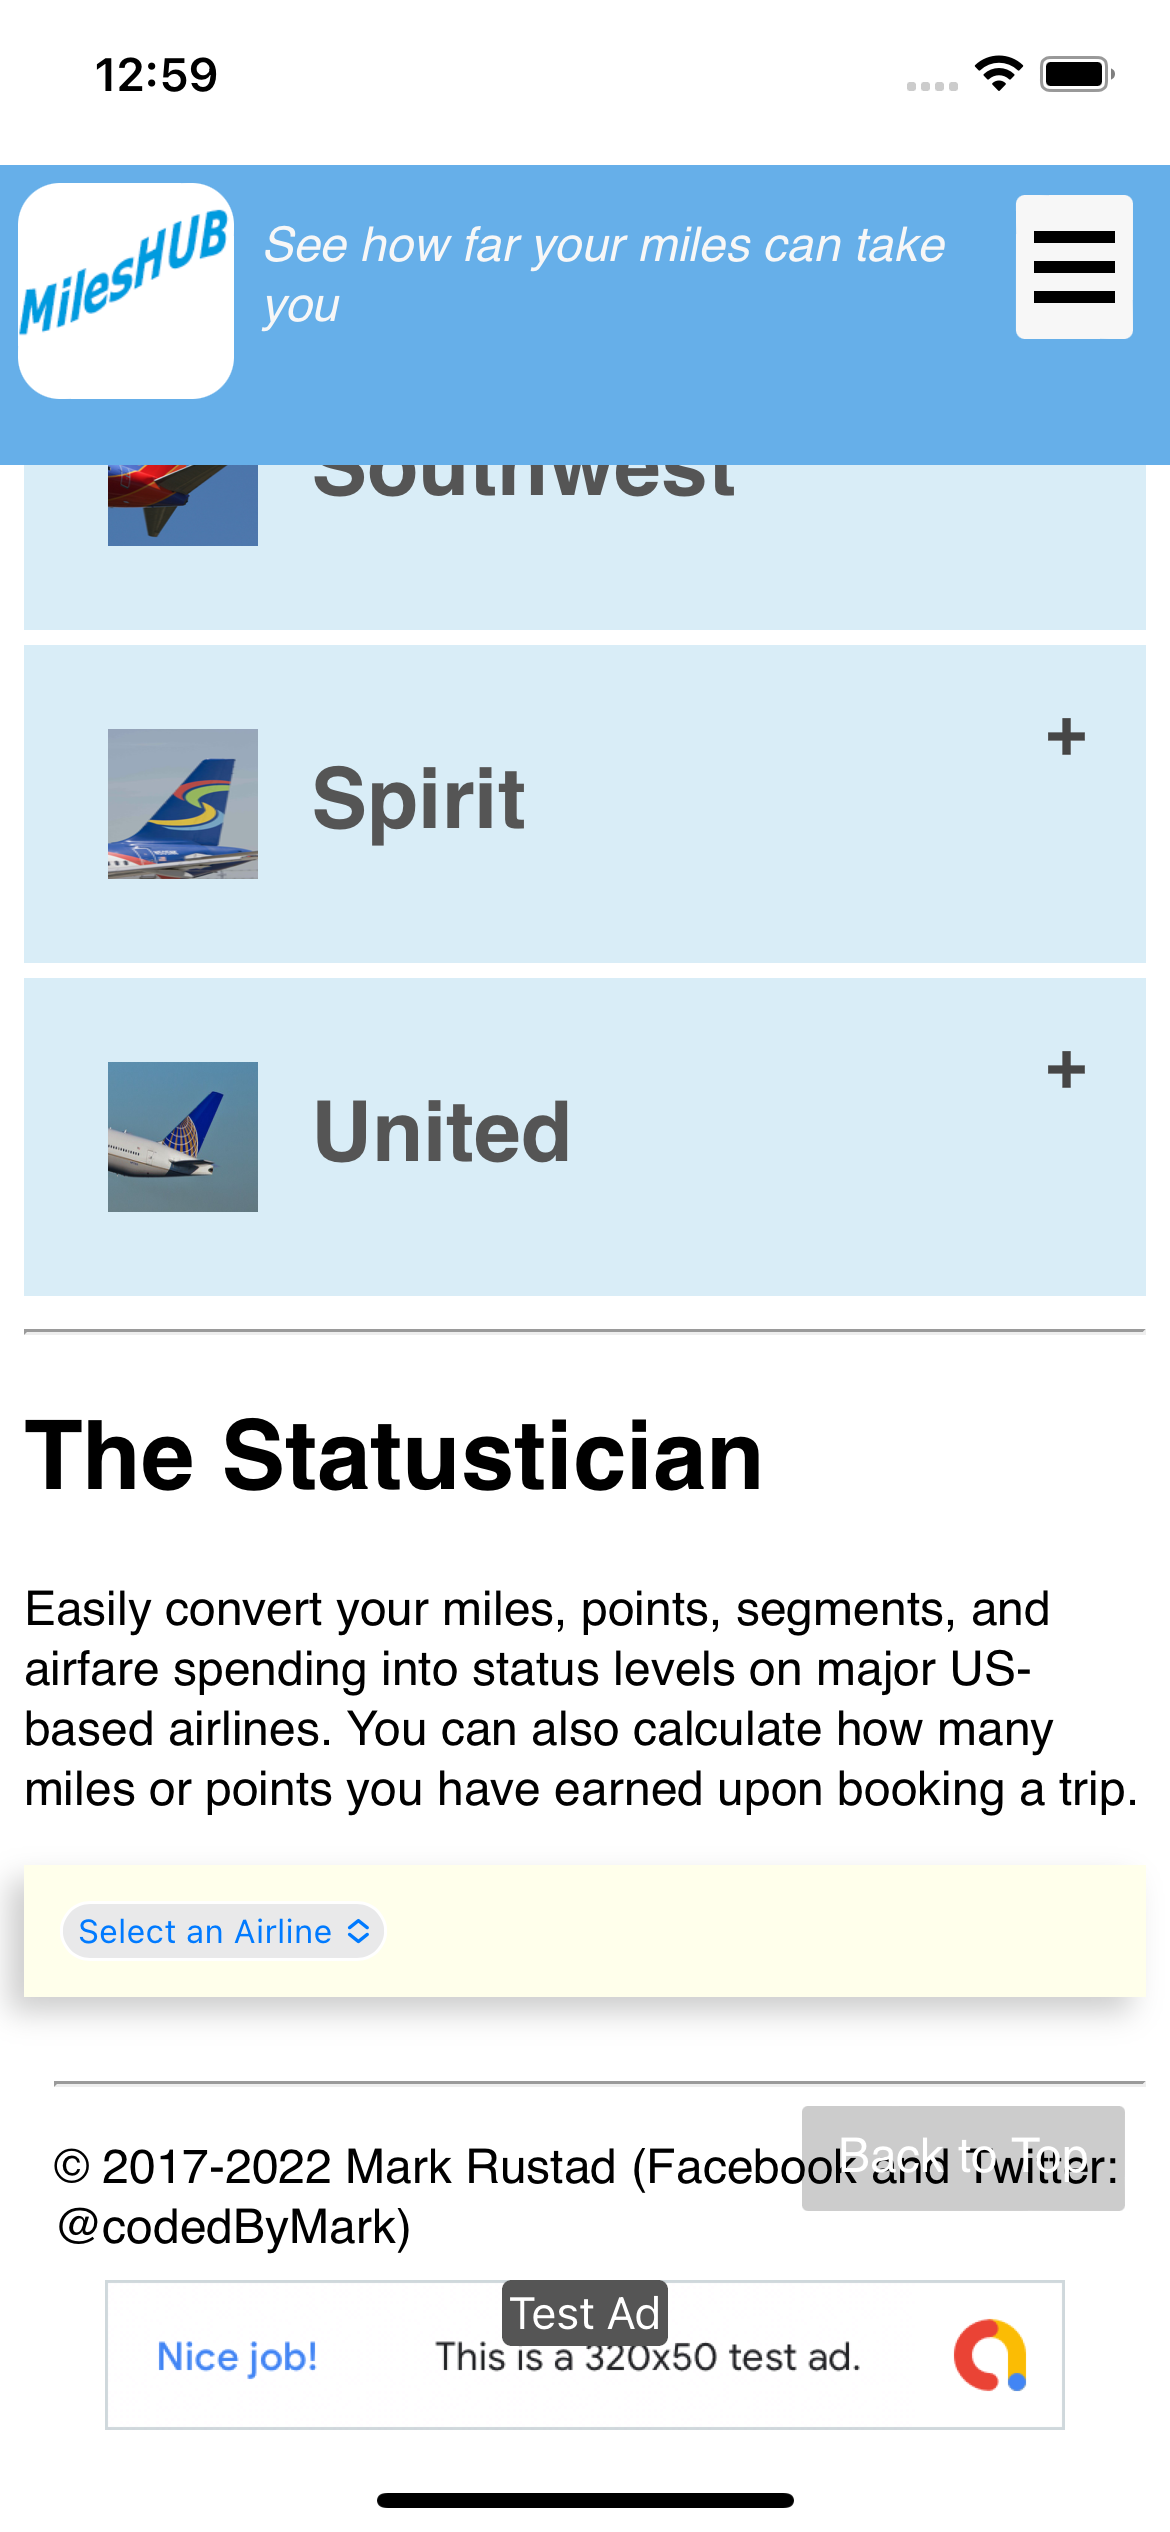 12:59
MilesHUB
See how far your miles can take
you
Southwest
Spirit
+
United
+
The Statustician
Easily convert your miles, points, segments, and
airfare spending into status levels on major US-
based airlines. You can also calculate how many
miles or points you have earned upon booking a trip.
Select an Airline
Back to Top
© 2017-2022 Mark Rustad (Facebook and Twitter:
@codedByMark)
Test Ad
Nice job!
This is a 320x50 test ad.